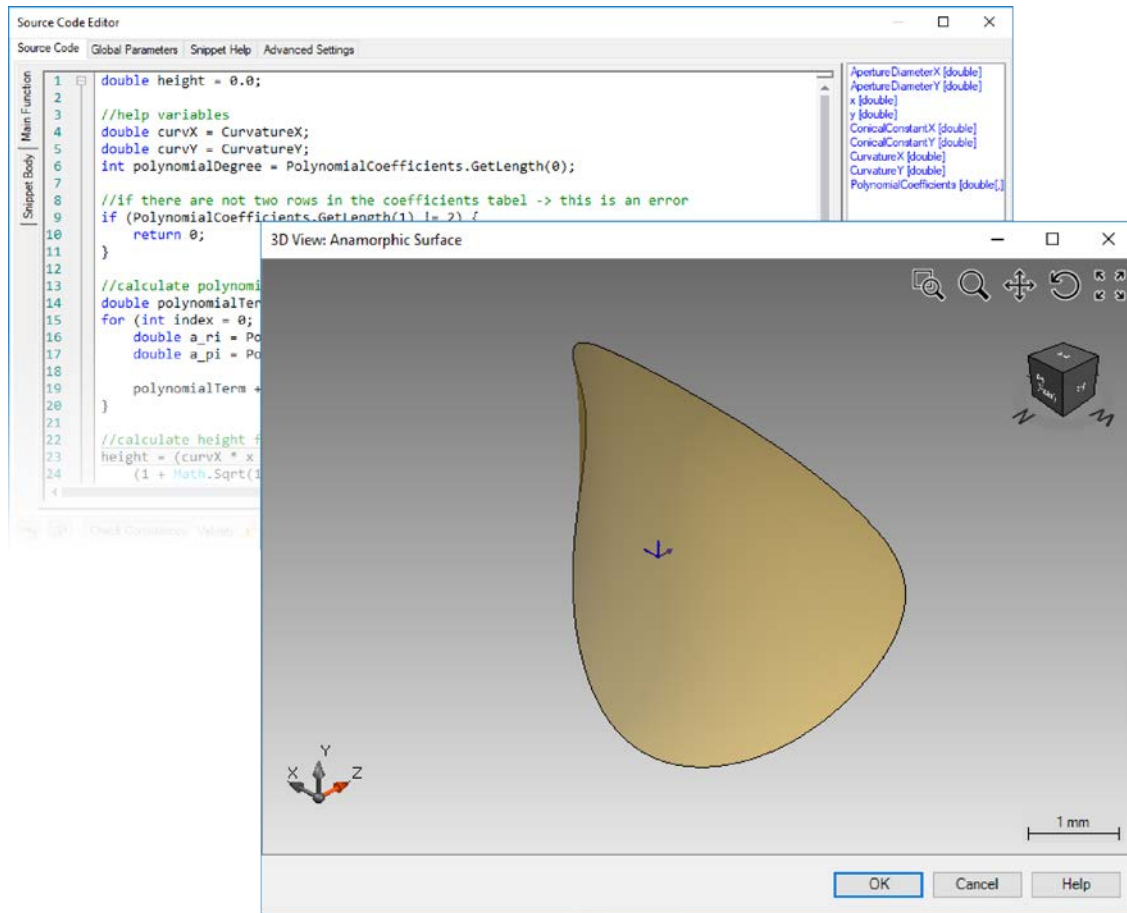 Source Code Editor
Source Code Global Parameters Snippet Help Advanced Settings
Main Function
Snippet Body
1 double height = 0.0;
2
3 //help variables
4 double curvX = CurvatureX;
5 double curvY = CurvatureY;
6 int polynomialDegree = PolynomialCoefficients.GetLength(0);
7
8 //if there are not two rows in the coefficients tabel -> this is an error
9 if (PolynomialCoefficients.GetLength(1) != 2) {
10 return 0;
11 }
12
13 //calculate polynomi
14 double polynomialTer
15 for (int index = 0;
16 double a_ri = Po
17 double a_pi = Po
18
19 polynomialTerm +
20 }
21
22 //calculate height f
23 height = (curvX * x
24 (1 + Math.Sqrt(1
ApertureDiameterX [double]
ApertureDiameterY [double]
x [double]
y [double]
ConicalConstantX [double]
ConicalConstantY [double]
CurvatureX [double]
CurvatureY [double]
PolynomialCoefficients [double[,]
Check Consistency Validity:
3D View: Anamorphic Surface
Y
X Z
1 mm
OK Cancel Help